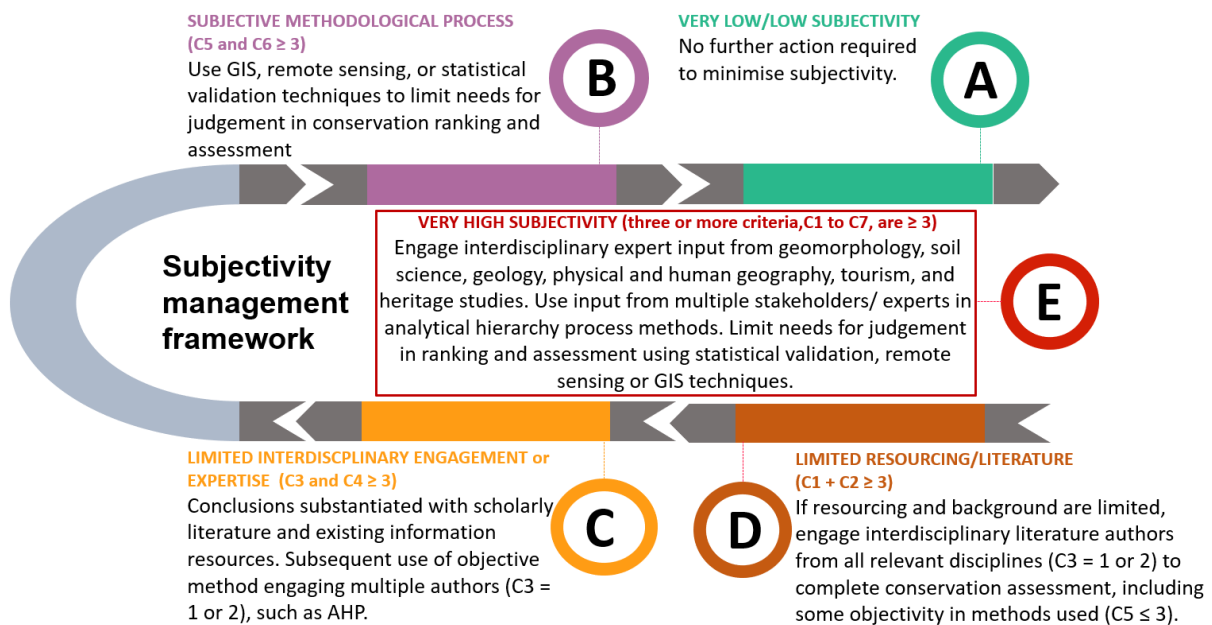 SUBJECTIVE METHODOLOGICAL PROCESS
(C5 and C6 ≥ 3)
Use GIS, remote sensing, or statistical
validation techniques to limit needs for
judgement in conservation ranking and
assessment
B
VERY LOW/LOW SUBJECTIVITY
No further action required
to minimise subjectivity.
A
Subjectivity
management
framework
VERY HIGH SUBJECTIVITY (three or more criteria,C1 to C7, are ≥ 3)
Engage interdisciplinary expert input from geomorphology, soil
science, geology, physical and human geography, tourism, and
heritage studies. Use input from multiple stakeholders/ experts in
analytical hierarchy process methods. Limit needs for judgement
in ranking and assessment using statistical validation, remote
sensing or GIS techniques.
E
LIMITED INTERDISCPLINARY ENGAGEMENT or
EXPERTISE (C3 and C4 ≥ 3)
Conclusions substantiated with scholarly
literature and existing information
resources. Subsequent use of objective
method engaging multiple authors (C3 =
1 or 2), such as AHP.
C
D
LIMITED RESOURCING/LITERATURE
(C1 + C2 ≥ 3)
If resourcing and background are limited,
engage interdisciplinary literature authors
from all relevant disciplines (C3 = 1 or 2) to
complete conservation assessment, including
some objectivity in methods used (C5 ≤ 3).